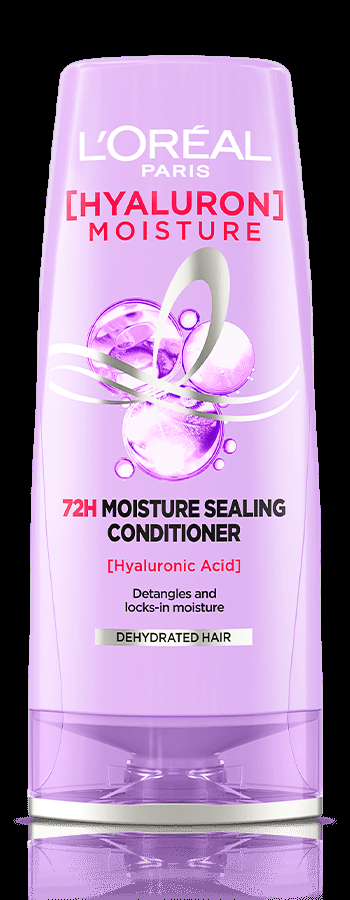 L'ORÉAL
PARIS
[HYALURON]
MOISTURE
72H MOISTURE SEALING
CONDITIONER
[Hyaluronic Acid]
Detangles and
locks-in moisture
DEHYDRATED HAIR